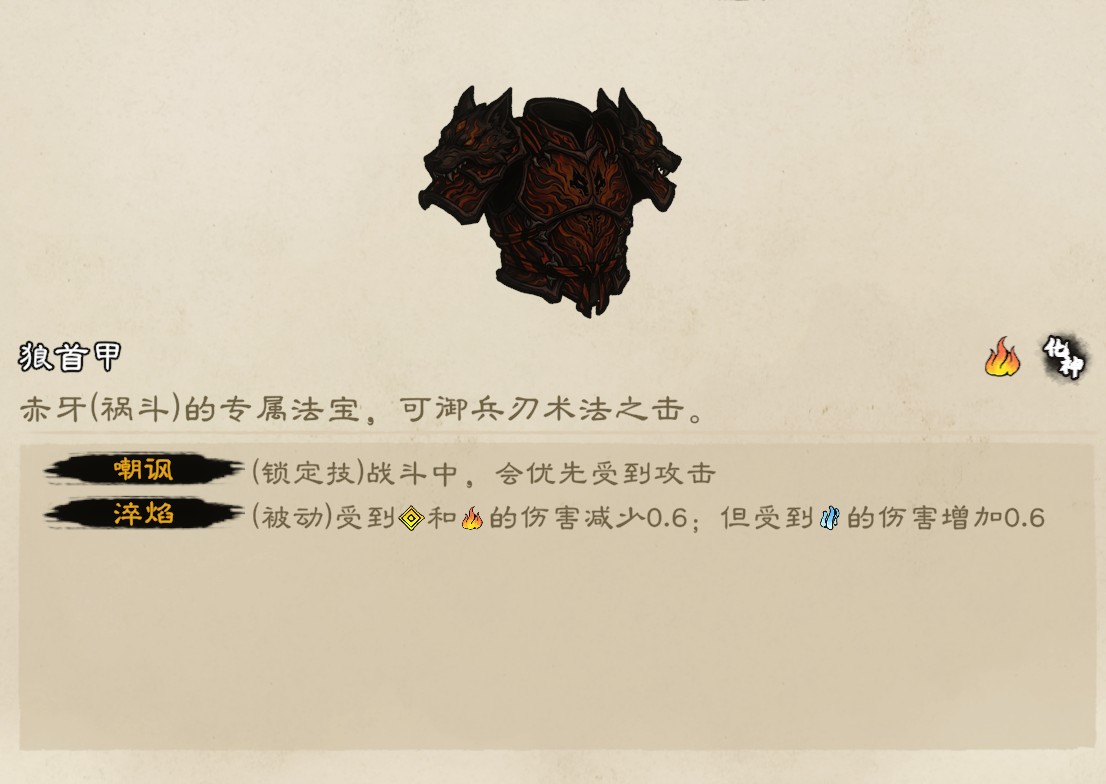 狼首甲
化神
赤牙(祸斗)的专属法宝，可御兵刃术法之击。
嘲讽 (锁定技)战斗中，会优先受到攻击
淬焰 (被动)受到和的伤害减少0.6；但受到的伤害增加0.6